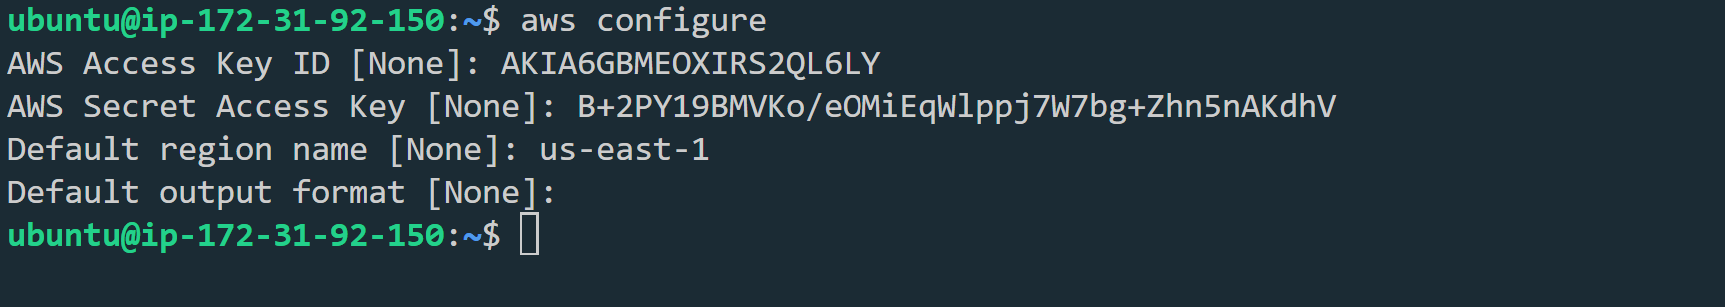 ubuntu@ip-172-31-92-150:~$ aws configure
AWS Access Key ID [None]: AKIA6GBMEOXIRS2QL6LY
AWS Secret Access Key [None]: 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
Default region name [None]: us-east-1
Default output format [None]:
ubuntu@ip-172-31-92-150:~$